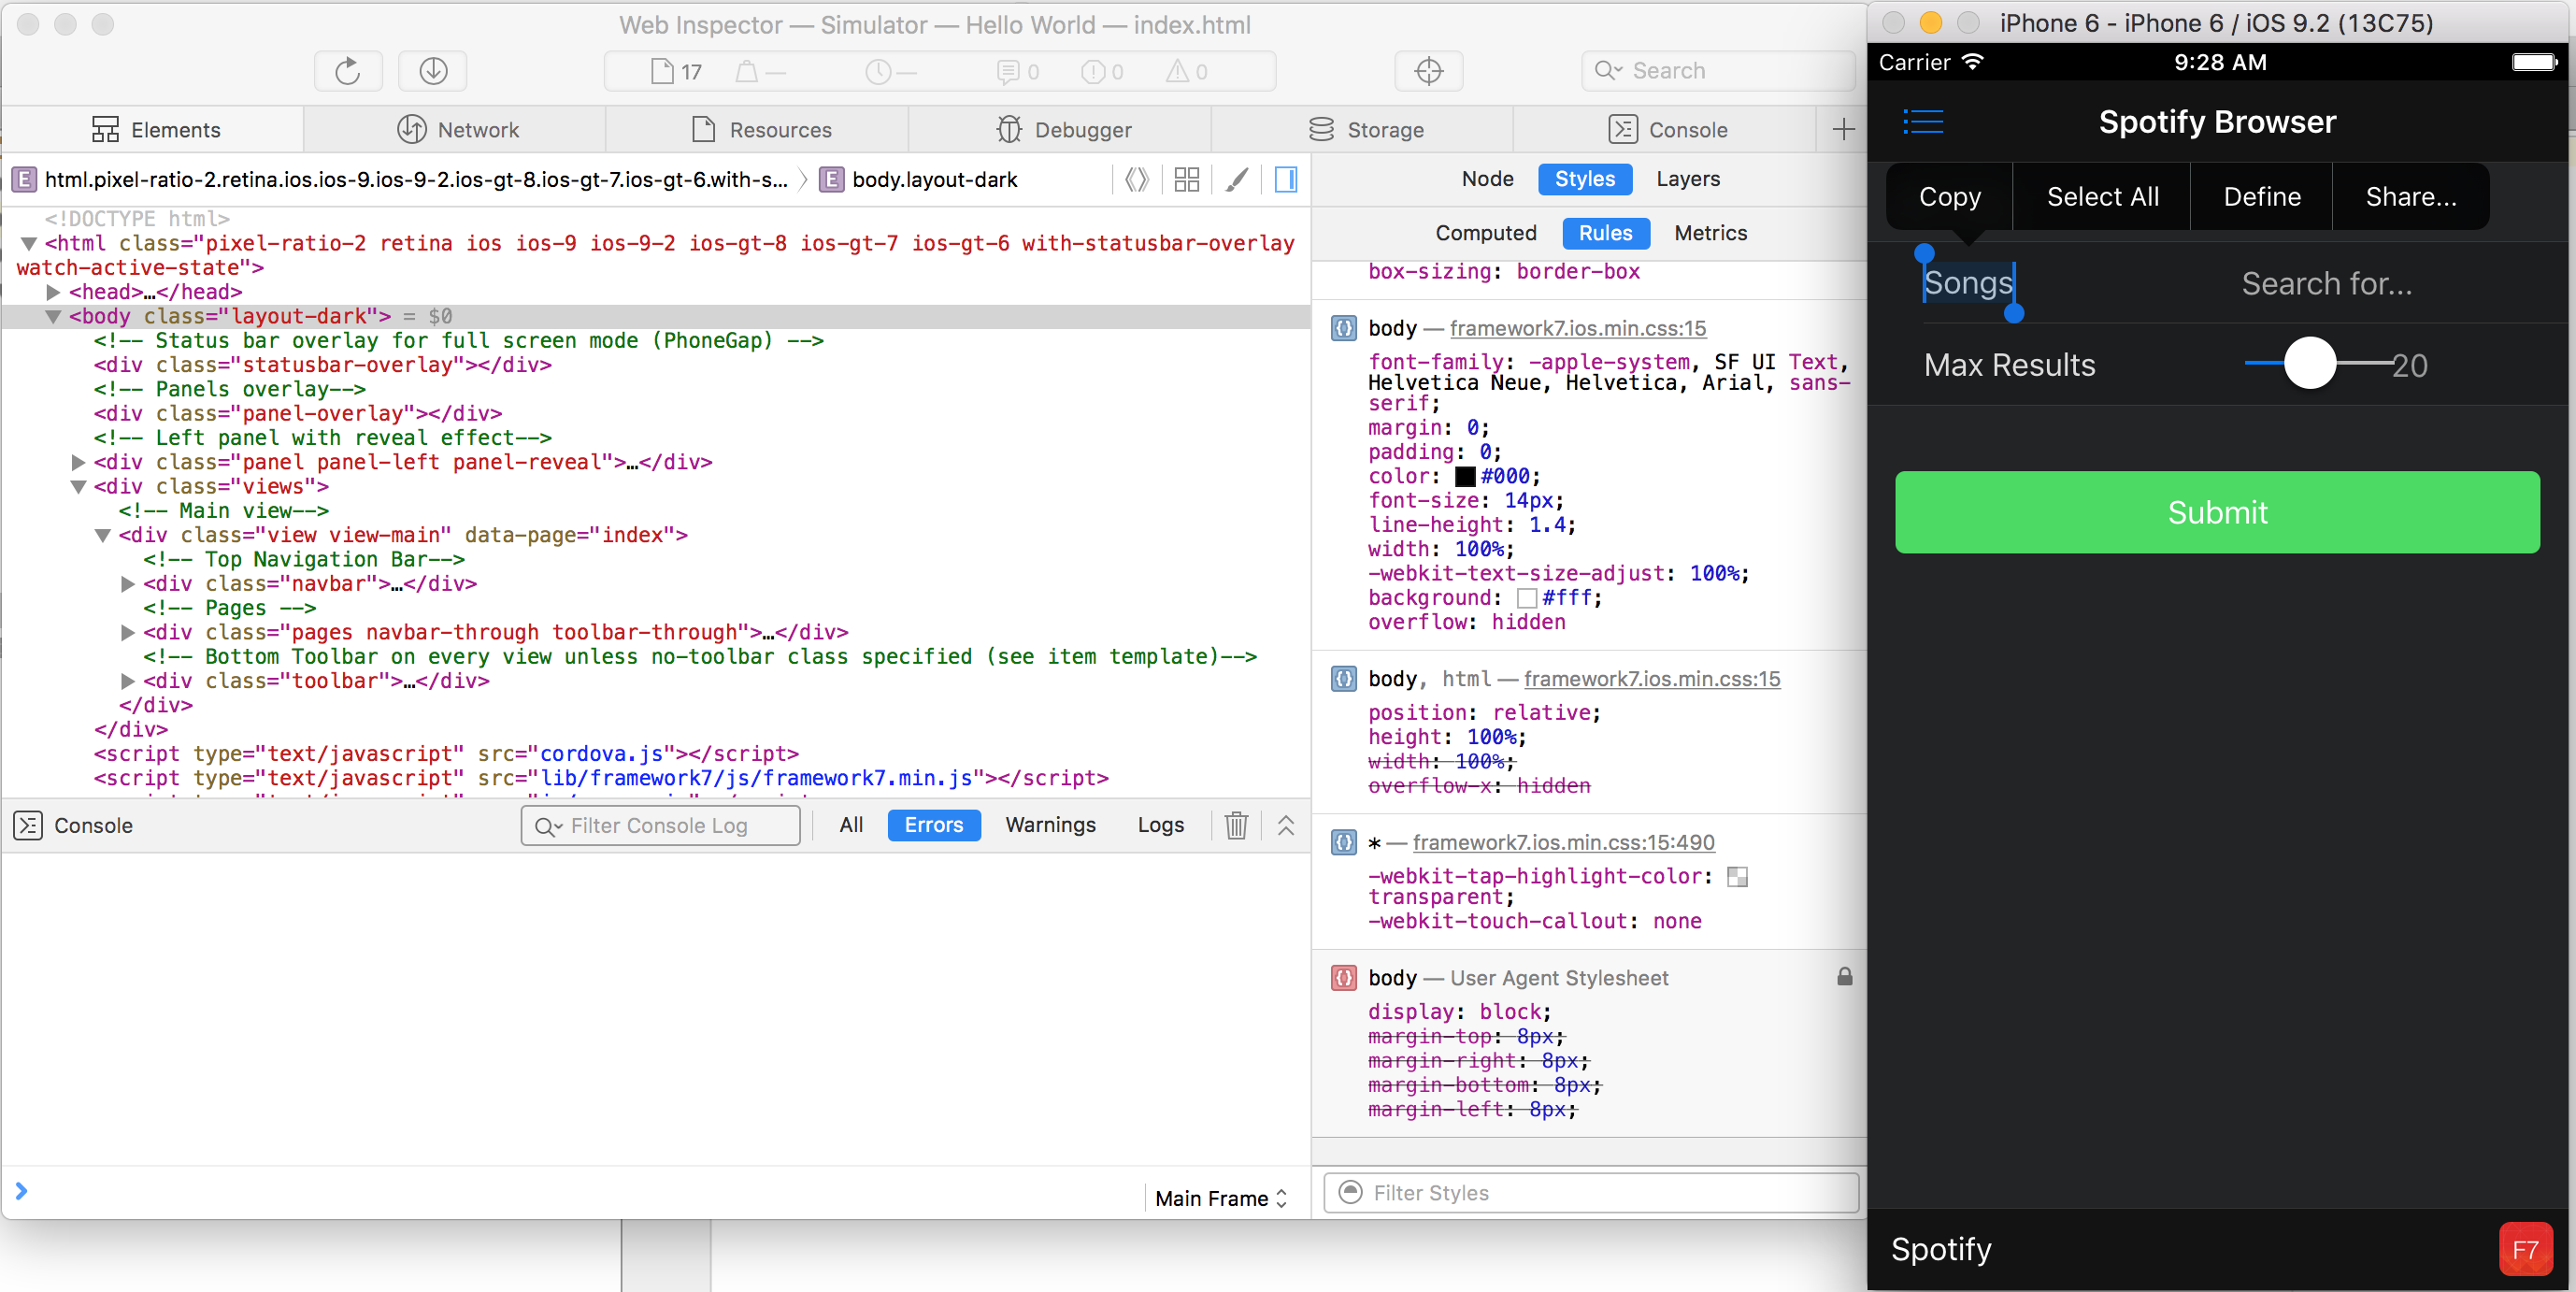 Web Inspector — Simulator — Hello World — index.html
17 — — 0 0 0
Search
Elements
Network
Resources
Debugger
Storage
Console
E html.pixel-ratio-2.retina.ios.ios-9.ios-9-2.ios-gt-8.ios-gt-7.ios-gt-6.with-s... E body.layout-dark
<!DOCTYPE html>
<html class="pixel-ratio-2 retina ios ios-9 ios-9-2 ios-gt-8 ios-gt-7 ios-gt-6 with-statusbar-overlay
watch-active-state">
<head>…</head>
<body class="layout-dark"> = $0
<!-- Status bar overlay for full screen mode (PhoneGap) -->
<div class="statusbar-overlay"></div>
<!-- Panels overlay-->
<div class="panel-overlay"></div>
<!-- Left panel with reveal effect-->
<div class="panel panel-left panel-reveal">…</div>
<div class="views">
<!-- Main view-->
<div class="view view-main" data-page="index">
<!-- Top Navigation Bar-->
<div class="navbar">…</div>
<!-- Pages -->
<div class="pages navbar-through toolbar-through">…</div>
<!-- Bottom Toolbar on every view unless no-toolbar class specified (see item template)-->
<div class="toolbar">…</div>
</div>
</div>
<script type="text/javascript" src="cordova.js"></script>
<script type="text/javascript" src="lib/framework7/js/framework7.min.js"></script>
Console
Filter Console Log
All
Errors
Warnings
Logs
Main Frame
Node
Styles
Layers
Computed
Rules
Metrics
box-sizing: border-box
body — framework7.ios.min.css:15
font-family: -apple-system, SF UI Text,
Helvetica Neue, Helvetica, Arial, sans-
serif;
margin: 0;
padding: 0;
color: #000;
font-size: 14px;
line-height: 1.4;
width: 100%;
-webkit-text-size-adjust: 100%;
background: #fff;
overflow: hidden
body, html — framework7.ios.min.css:15
position: relative;
height: 100%;
width: 100%;
overflow-x: hidden
* — framework7.ios.min.css:15:490
-webkit-tap-highlight-color:
transparent;
-webkit-touch-callout: none
body — User Agent Stylesheet
display: block;
margin-top: 8px;
margin-right: 8px;
margin-bottom: 8px;
margin-left: 8px;
Filter Styles
iPhone 6 - iPhone 6 / iOS 9.2 (13C75)
Carrier 9:28 AM
Spotify Browser
Copy
Select All
Define
Share...
Songs
Search for...
Max Results
20
Submit
Spotify
F7